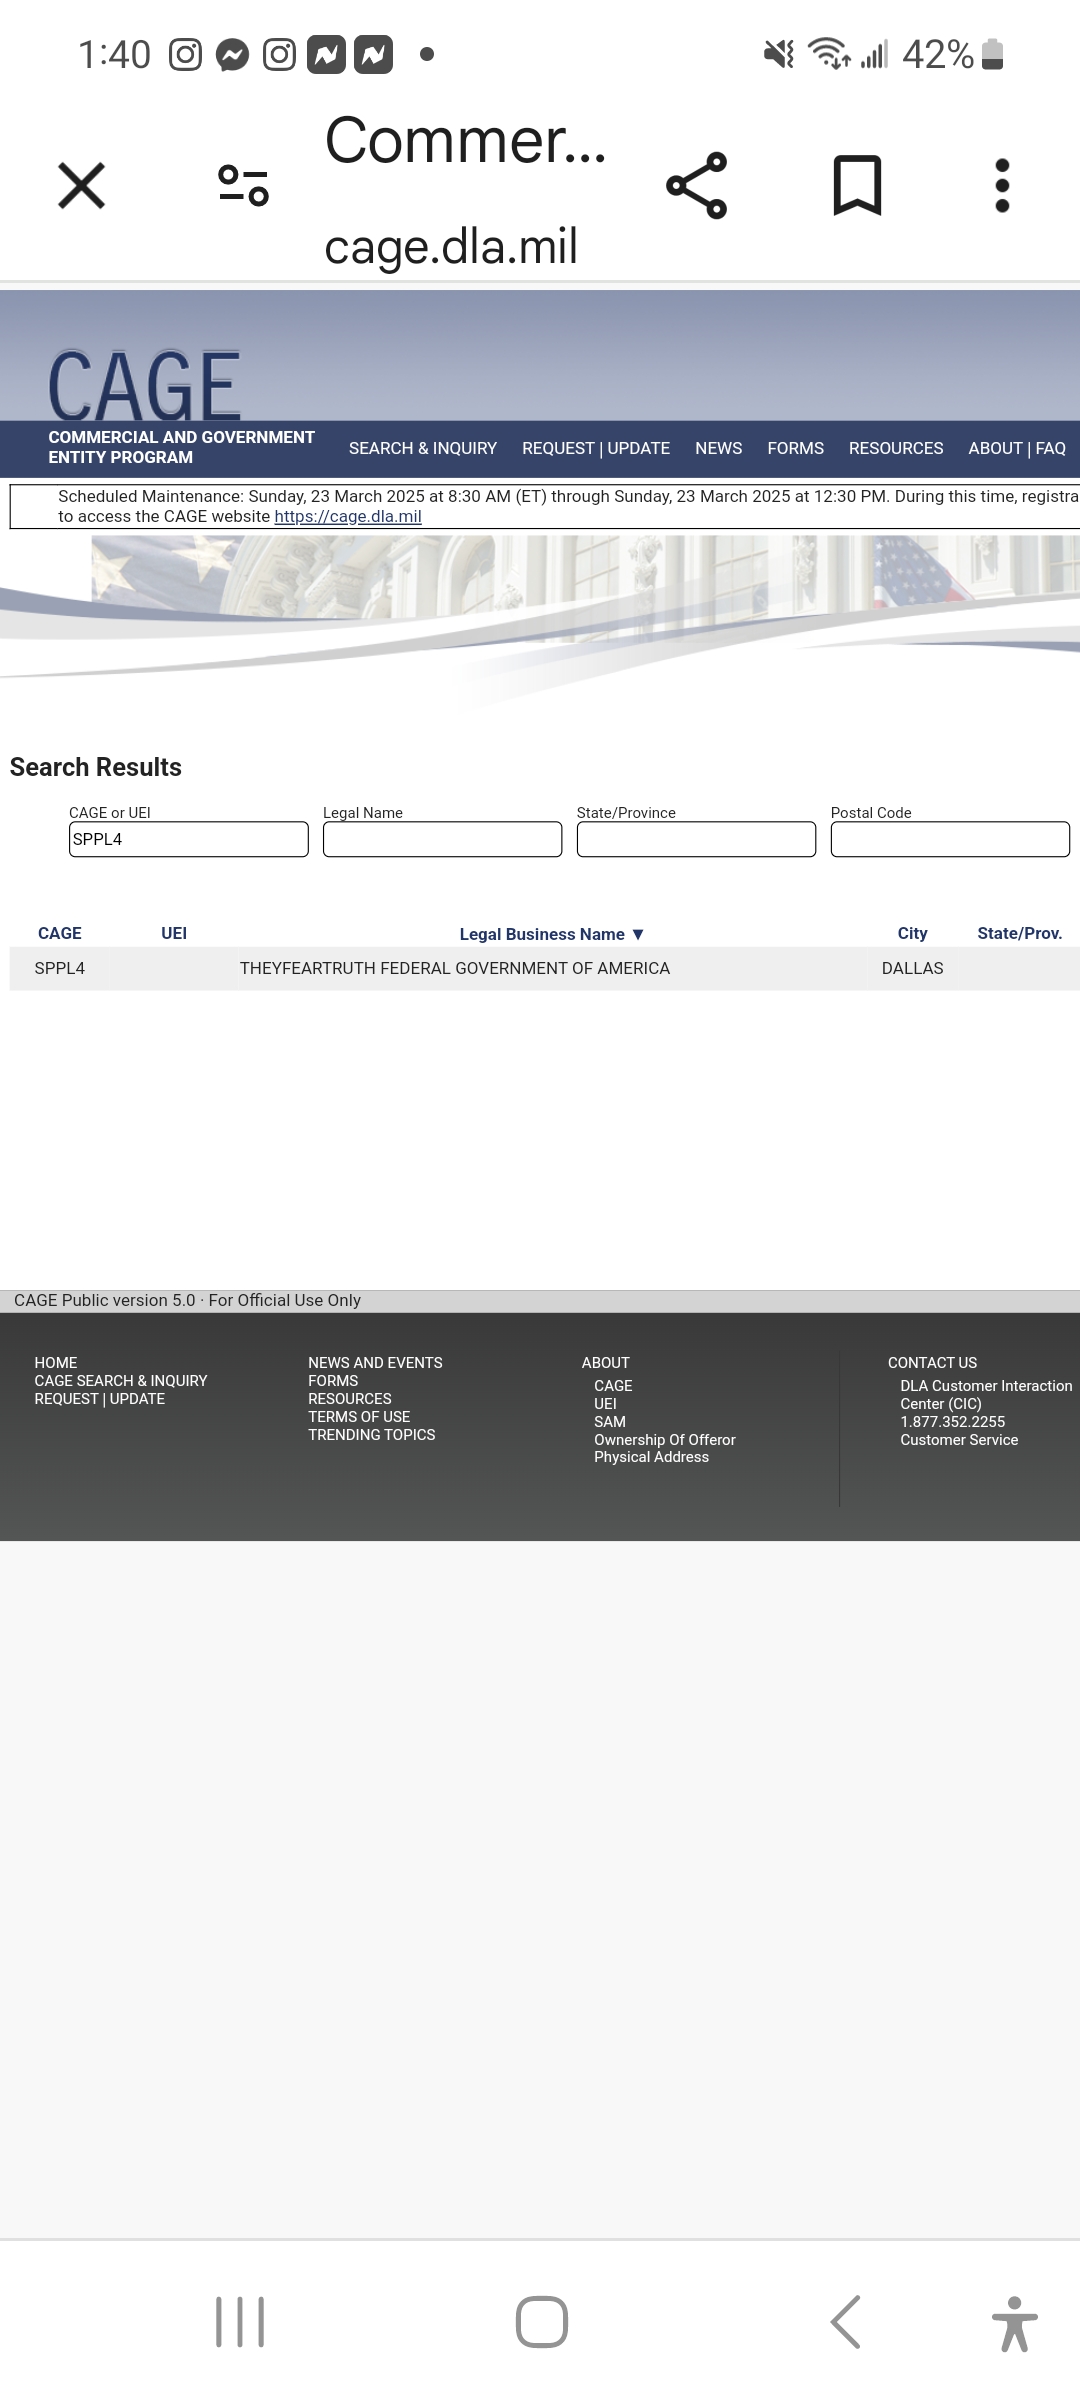 1:40
42%
Commer...
cage.dla.mil
CAGE
COMMERCIAL AND GOVERNMENT
ENTITY PROGRAM
SEARCH & INQUIRY REQUEST | UPDATE NEWS FORMS RESOURCES ABOUT | FAQ
Scheduled Maintenance: Sunday, 23 March 2025 at 8:30 AM (ET) through Sunday, 23 March 2025 at 12:30 PM. During this time, registra
to access the CAGE website https://cage.dla.mil
Search Results
CAGE or UEI Legal Name State/Province Postal Code
SPPL4
CAGE UEI Legal Business Name ▼ City State/Prov.
SPPL4 THEYFEARTRUTH FEDERAL GOVERNMENT OF AMERICA DALLAS
CAGE Public version 5.0 · For Official Use Only
HOME
CAGE SEARCH & INQUIRY
REQUEST | UPDATE
NEWS AND EVENTS
FORMS
RESOURCES
TERMS OF USE
TRENDING TOPICS
ABOUT
CAGE
UEI
SAM
Ownership Of Offeror
Physical Address
CONTACT US
DLA Customer Interaction
Center (CIC)
1.877.352.2255
Customer Service